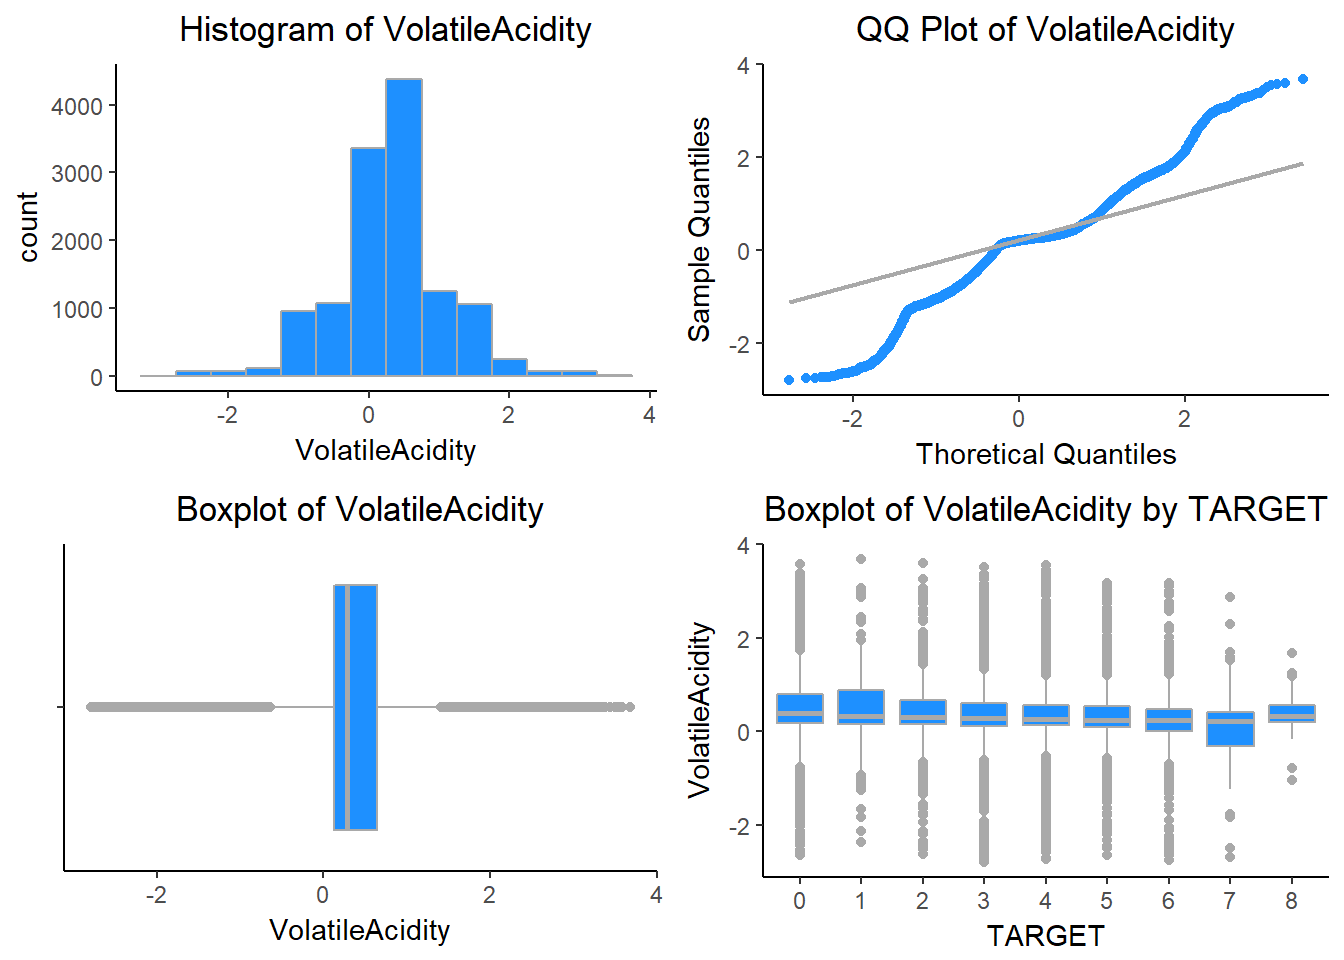 Histogram of VolatileAcidity
4000
3000
2000
1000
0
count
-2 0 2 4
VolatileAcidity
QQ Plot of VolatileAcidity
4
2
0
-2
Sample Quantiles
-2 0 2
Thoretical Quantiles
Boxplot of VolatileAcidity
-2 0 2 4
VolatileAcidity
Boxplot of VolatileAcidity by TARGET
4
2
0
-2
VolatileAcidity
0 1 2 3 4 5 6 7 8
TARGET